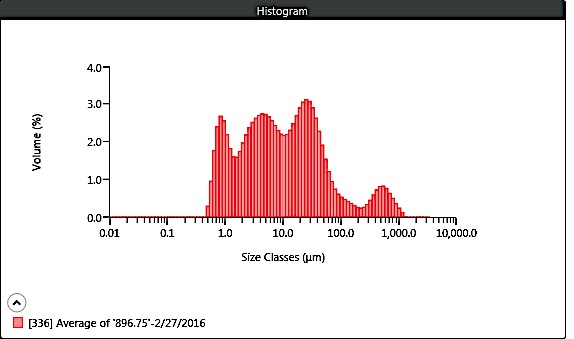 Histogram
4.0
3.0
2.0
1.0
0.0
Volume (%)
0.01 0.1 1.0 10.0 100.0 1,000.0 10,000.0
Size Classes (µm)
[336] Average of '896.75'-2/27/2016